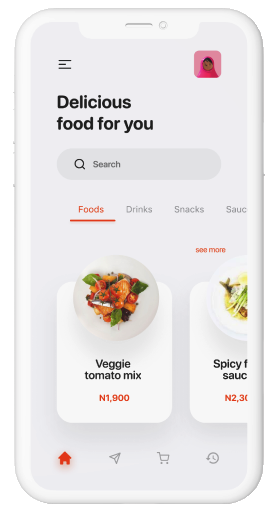 Delicious
food for you
Search
Foods Drinks Snacks Sauc
see more
Veggie
tomato mix
N1,900
Spicy f
sauc
N2,30